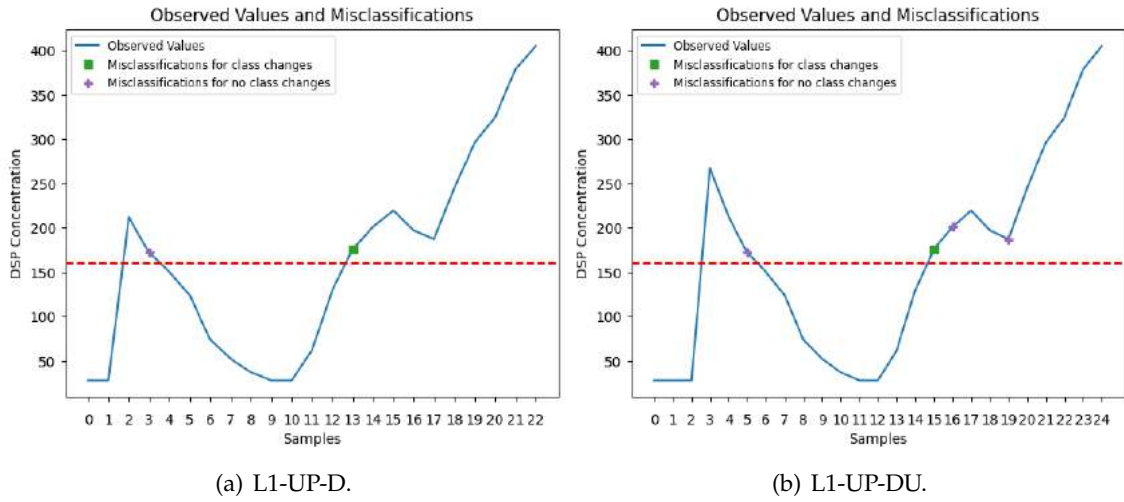 Observed Values and Misclassifications
Observed Values
Misclassifications for class changes
Misclassifications for no class changes
400
350
300
250
200
150
100
50
DSP Concentration
0 1 2 3 4 5 6 7 8 9 10 11 12 13 14 15 16 17 18 19 20 21 22
Samples
(a) L1-UP-D.
Observed Values and Misclassifications
Observed Values
Misclassifications for class changes
Misclassifications for no class changes
400
350
300
250
200
150
100
50
DSP Concentration
0 1 2 3 4 5 6 7 8 9 10 11 12 13 14 15 16 17 18 19 20 21 22 23 24
Samples
(b) L1-UP-DU.